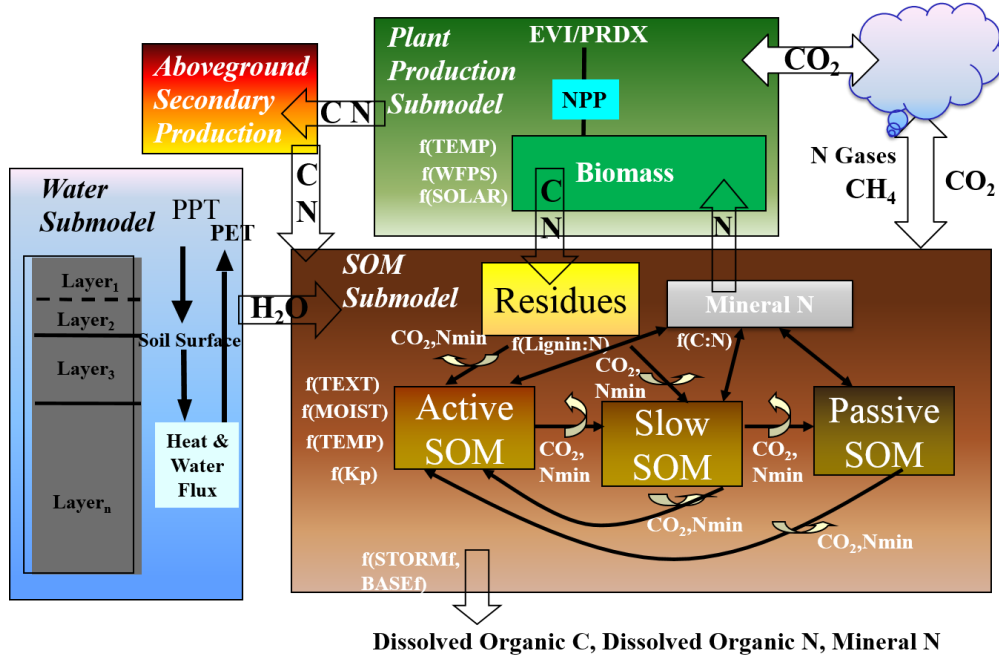 Plant
Production
Submodel
EVI/PRDX
NPP
f(TEMP)
f(WFPS)
f(SOLAR)
Biomass
CO2
N Gases
CH4
CO2
Aboveground
Secondary
Production
C N
C
N
C
N
N
Water
Submodel
PPT
PET
Layer1
Layer2
Soil Surface
Layer3
Heat &
Water
Flux
Layern
H2O
SOM
Submodel
Residues
Mineral N
CO2,Nmin
f(Lignin:N)
f(C:N)
CO2,
Nmin
f(TEXT)
f(MOIST)
f(TEMP)
f(Kp)
Active
SOM
CO2,
Nmin
Slow
SOM
CO2,
Nmin
Passive
SOM
CO2,Nmin
CO2,Nmin
f(STORMf,
BASEf)
Dissolved Organic C, Dissolved Organic N, Mineral N